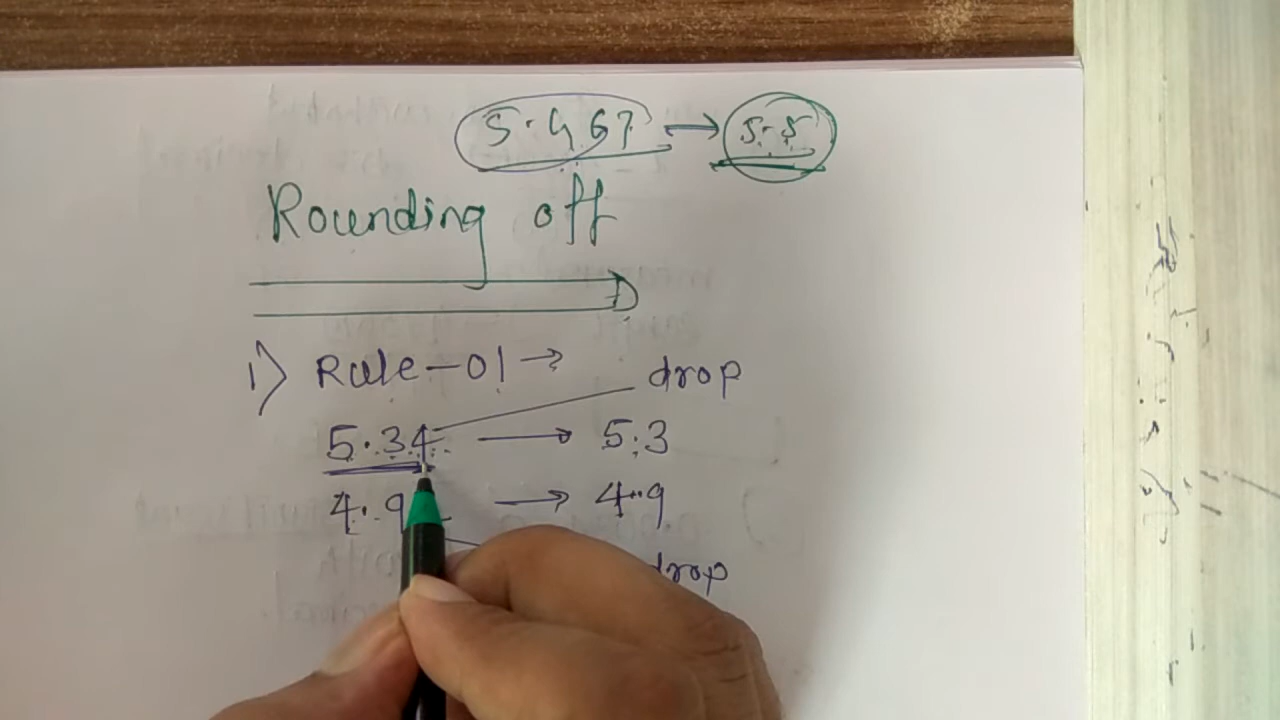 5.467 → 5.5
Rounding off
1) Rule-01 →
drop
5.34 → 5.3
4.9 → 4.9
drop